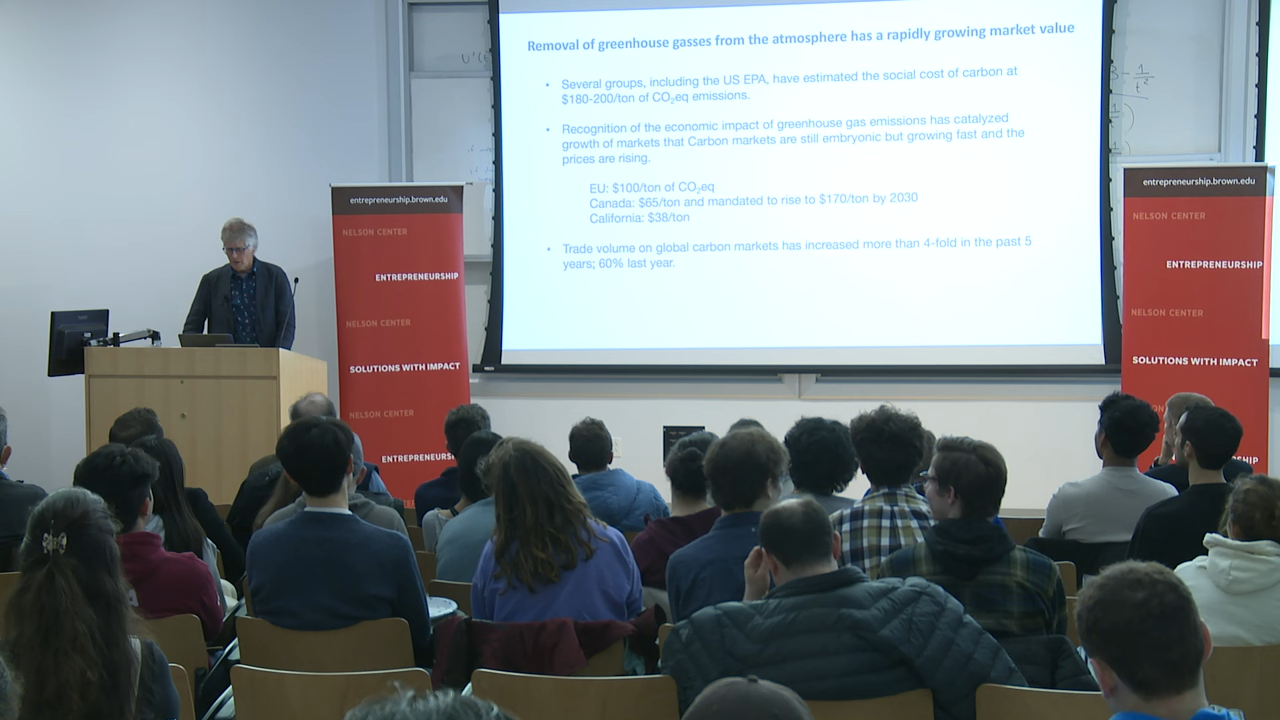 Removal of greenhouse gasses from the atmosphere has a rapidly growing market value
• Several groups, including the US EPA, have estimated the social cost of carbon at
$180-200/ton of CO₂eq emissions.
• Recognition of the economic impact of greenhouse gas emissions has catalyzed
growth of markets that Carbon markets are still embryonic but growing fast and the
prices are rising.
EU: $100/ton of CO₂eq
Canada: $65/ton and mandated to rise to $170/ton by 2030
California: $38/ton
• Trade volume on global carbon markets has increased more than 4-fold in the past 5
years; 60% last year.
entrepreneurship.brown.edu
NELSON CENTER
ENTREPRENEURSHIP
NELSON CENTER
SOLUTIONS WITH IMPACT
NELSON CENTER
ENTREPRENEURS
entrepreneurship.brown.edu
NELSON CENTER
ENTREPRENEURSHIP
NELSON CENTER
SOLUTIONS WITH IMPACT
SHIP